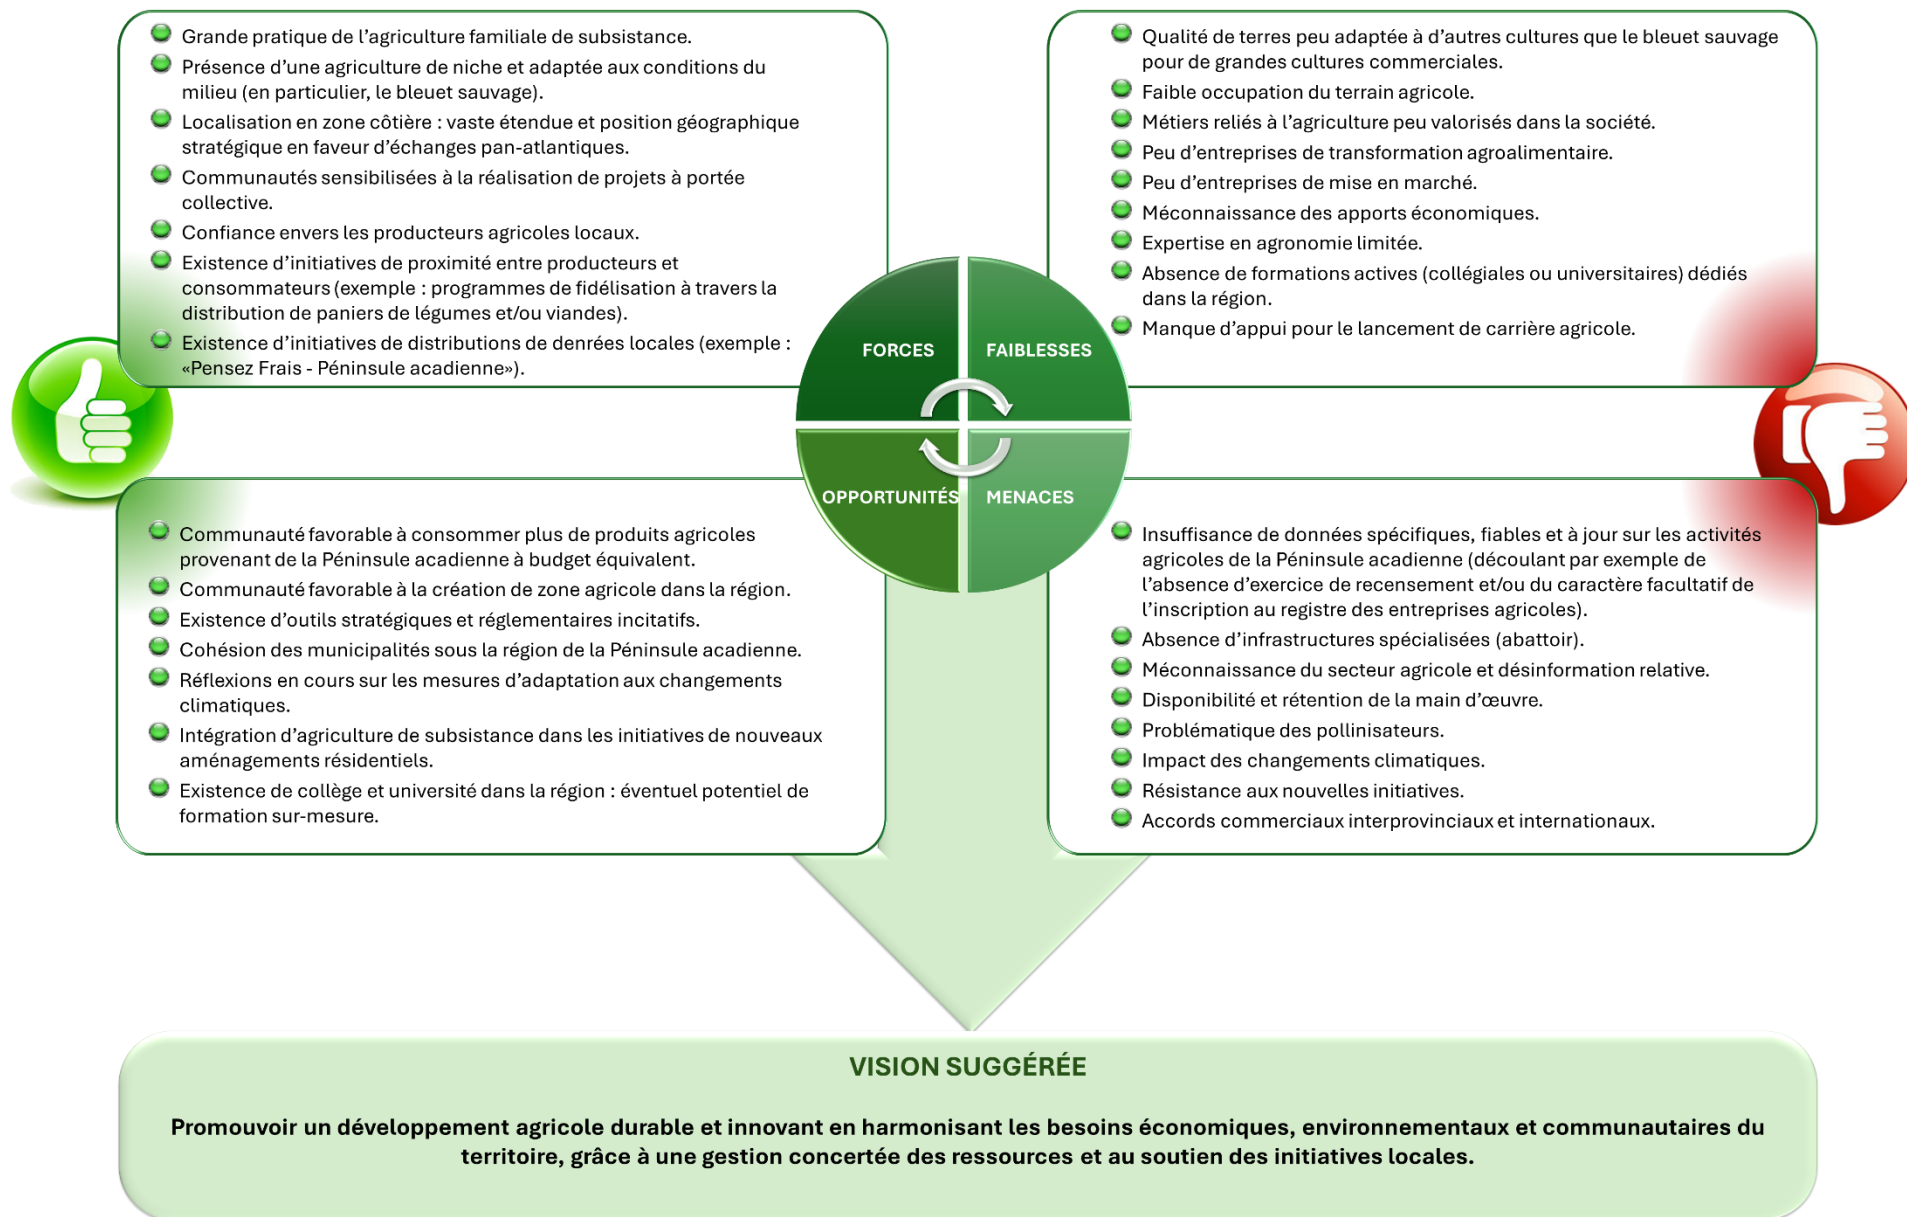 Grande pratique de l’agriculture familiale de subsistance.
Présence d’une agriculture de niche et adaptée aux conditions du
milieu (en particulier, le bleuet sauvage).
Localisation en zone côtière : vaste étendue et position géographique
stratégique en faveur d’échanges pan-atlantiques.
Communautés sensibilisées à la réalisation de projets à portée
collective.
Confiance envers les producteurs agricoles locaux.
Existence d’initiatives de proximité entre producteurs et
consommateurs (exemple : programmes de fidélisation à travers la
distribution de paniers de légumes et/ou viandes).
Existence d’initiatives de distributions de denrées locales (exemple :
«Pensez Frais - Péninsule acadienne»).
Qualité de terres peu adaptée à d’autres cultures que le bleuet sauvage
pour de grandes cultures commerciales.
Faible occupation du terrain agricole.
Métiers reliés à l’agriculture peu valorisés dans la société.
Peu d’entreprises de transformation agroalimentaire.
Peu d’entreprises de mise en marché.
Méconnaissance des apports économiques.
Expertise en agronomie limitée.
Absence de formations actives (collégiales ou universitaires) dédiés
dans la région.
Manque d’appui pour le lancement de carrière agricole.
FORCES
FAIBLESSES
OPPORTUNITÉS
MENACES
Communauté favorable à consommer plus de produits agricoles
provenant de la Péninsule acadienne à budget équivalent.
Communauté favorable à la création de zone agricole dans la région.
Existence d’outils stratégiques et réglementaires incitatifs.
Cohésion des municipalités sous la région de la Péninsule acadienne.
Réflexions en cours sur les mesures d’adaptation aux changements
climatiques.
Intégration d’agriculture de subsistance dans les initiatives de nouveaux
aménagements résidentiels.
Existence de collège et université dans la région : éventuel potentiel de
formation sur-mesure.
Insuffisance de données spécifiques, fiables et à jour sur les activités
agricoles de la Péninsule acadienne (découlant par exemple de
l’absence d’exercice de recensement et/ou du caractère facultatif de
l’inscription au registre des entreprises agricoles).
Absence d’infrastructures spécialisées (abattoir).
Méconnaissance du secteur agricole et désinformation relative.
Disponibilité et rétention de la main d’œuvre.
Problématique des pollinisateurs.
Impact des changements climatiques.
Résistance aux nouvelles initiatives.
Accords commerciaux interprovinciaux et internationaux.
VISION SUGGÉRÉE
Promouvoir un développement agricole durable et innovant en harmonisant les besoins économiques, environnementaux et communautaires du
territoire, grâce à une gestion concertée des ressources et au soutien des initiatives locales.